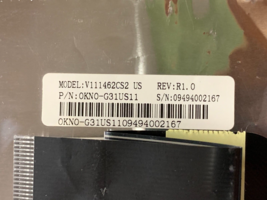 MODEL:V111462CS2 US REV:R1.0
P/N:0KN0-G31US11 S/N:09494002167
0KN0-G31US1109494002167